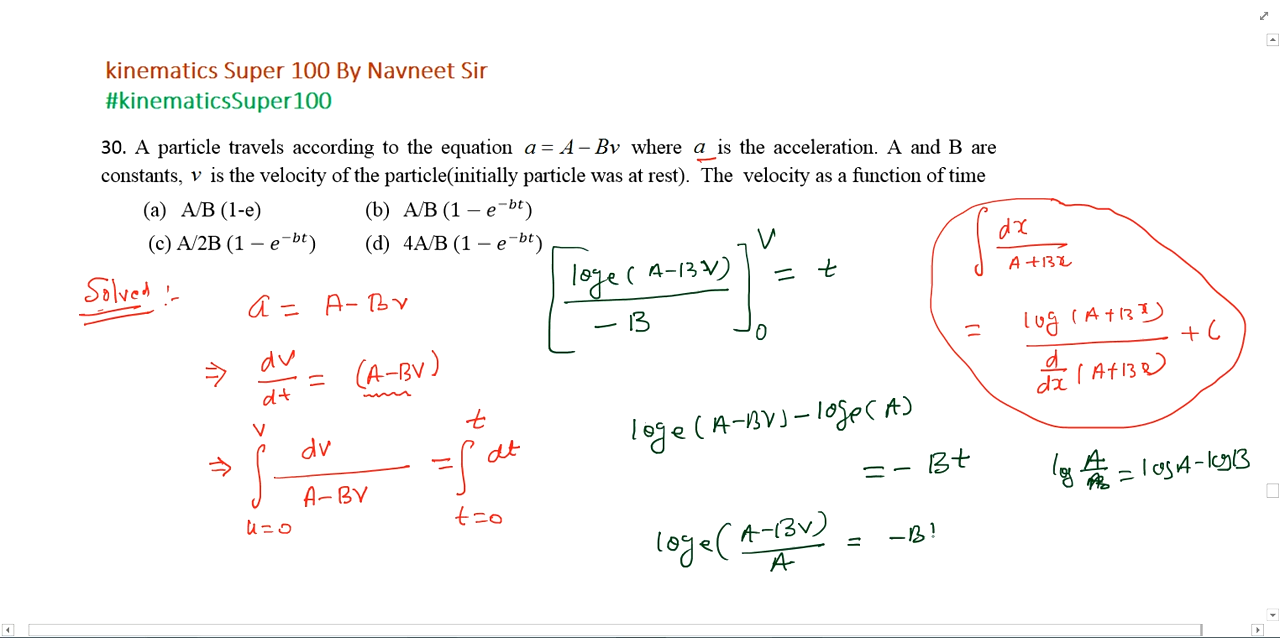 kinematics Super 100 By Navneet Sir
#kinematicsSuper100
30. A particle travels according to the equation a = A – Bv where a is the acceleration. A and B are
constants, v is the velocity of the particle(initially particle was at rest). The velocity as a function of time
(a) A/B (1-e) (b) A/B (1 – e^{-bt})
(c) A/2B (1 – e^{-bt}) (d) 4A/B (1 – e^{-bt})
Solved :-
a = A – Bv
⇒ dv/dt = (A–BV)
⇒ ∫_{u=0}^{v} dv/(A–BV) = ∫_{t=0}^{t} dt
[loge(A–BV)/–B]_0^V = t
loge(A–BV) – loge(A)
= – Bt
loge(A–BV)/A = –B
∫ dx/(A+Bx)
= log(A+Bx) / d/dx (A+Bx) + C
= logA – logB